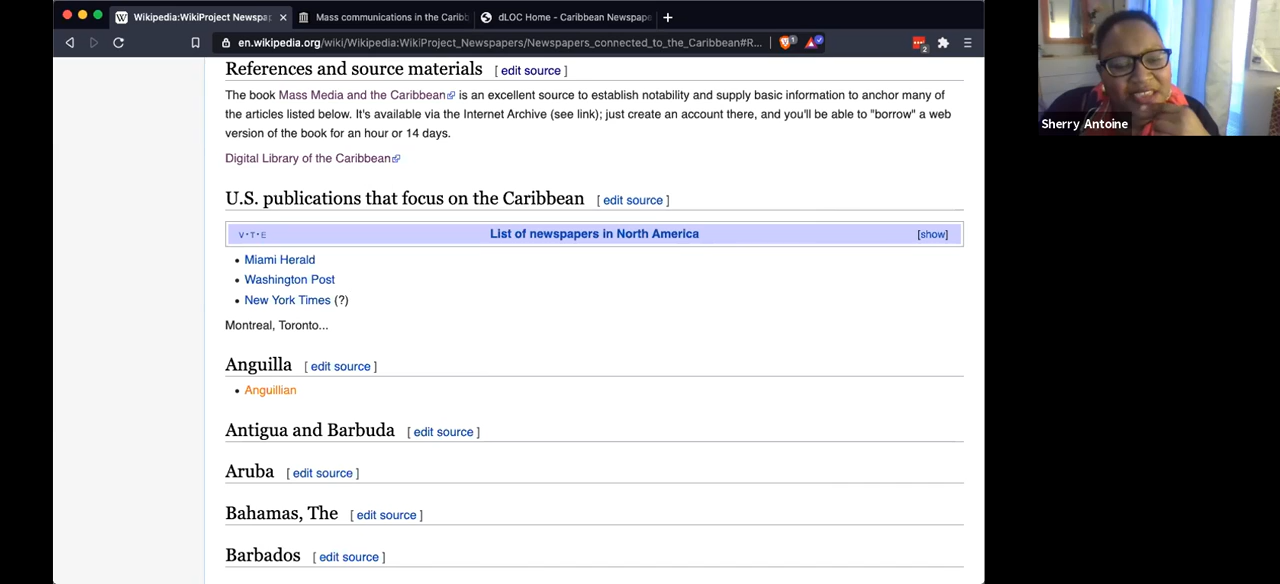 Wikipedia:WikiProject Newspap
Mass communications in the Caribb
dLOC Home - Caribbean Newspape
en.wikipedia.org/wiki/Wikipedia:WikiProject_Newspapers/Newspapers_connected_to_the_Caribbean#R...
References and source materials [ edit source ]
The book Mass Media and the Caribbean is an excellent source to establish notability and supply basic information to anchor many of
the articles listed below. It's available via the Internet Archive (see link); just create an account there, and you'll be able to "borrow" a web
version of the book for an hour or 14 days.
Digital Library of the Caribbean
U.S. publications that focus on the Caribbean [ edit source ]
V·T·E List of newspapers in North America [show]
• Miami Herald
• Washington Post
• New York Times (?)
Montreal, Toronto...
Anguilla [ edit source ]
• Anguillian
Antigua and Barbuda [ edit source ]
Aruba [ edit source ]
Bahamas, The [ edit source ]
Barbados [ edit source ]
Sherry Antoine